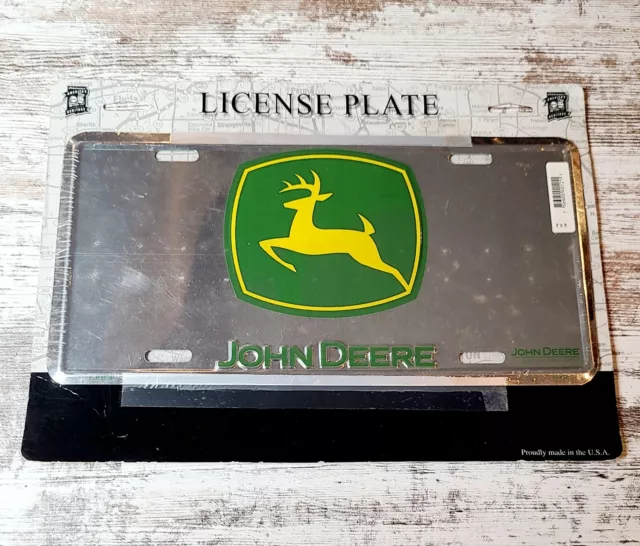 LICENSE PLATE
JOHN DEERE
JOHN DEERE
Proudly made in the U.S.A.